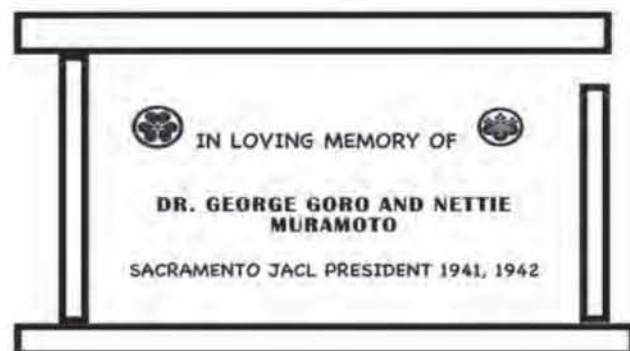 IN LOVING MEMORY OF
DR. GEORGE GORO AND NETTIE
MURAMOTO
SACRAMENTO JACL PRESIDENT 1941, 1942